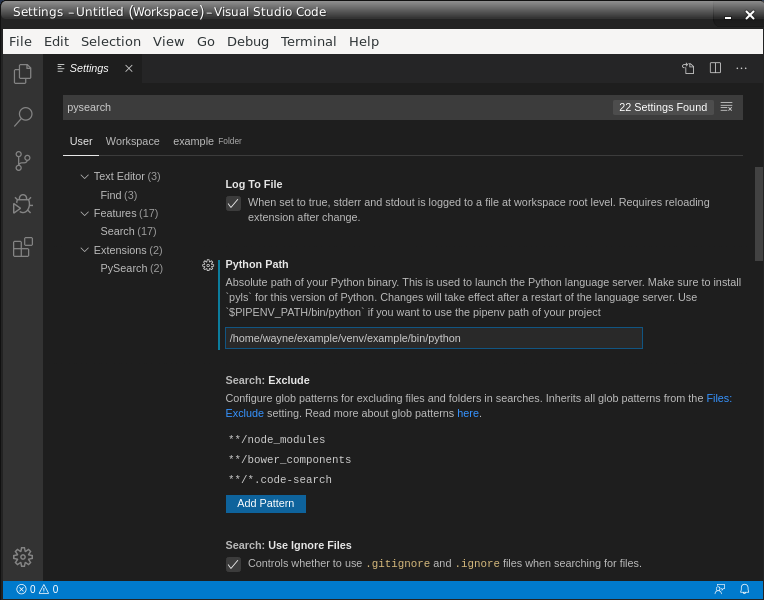 Settings - Untitled (Workspace) - Visual Studio Code
File Edit Selection View Go Debug Terminal Help
Settings
pysearch
22 Settings Found
User Workspace example Folder
Text Editor (3)
Find (3)
Features (17)
Search (17)
Extensions (2)
PySearch (2)
Log To File
When set to true, stderr and stdout is logged to a file at workspace root level. Requires reloading
extension after change.
Python Path
Absolute path of your Python binary. This is used to launch the Python language server. Make sure to install
`pyls` for this version of Python. Changes will take effect after a restart of the language server. Use
`$PIPENV_PATH/bin/python` if you want to use the pipenv path of your project
/home/wayne/example/venv/example/bin/python
Search: Exclude
Configure glob patterns for excluding files and folders in searches. Inherits all glob patterns from the Files:
Exclude setting. Read more about glob patterns here.
**/node_modules
**/bower_components
**/*.code-search
Add Pattern
Search: Use Ignore Files
Controls whether to use .gitignore and .ignore files when searching for files.
0 0